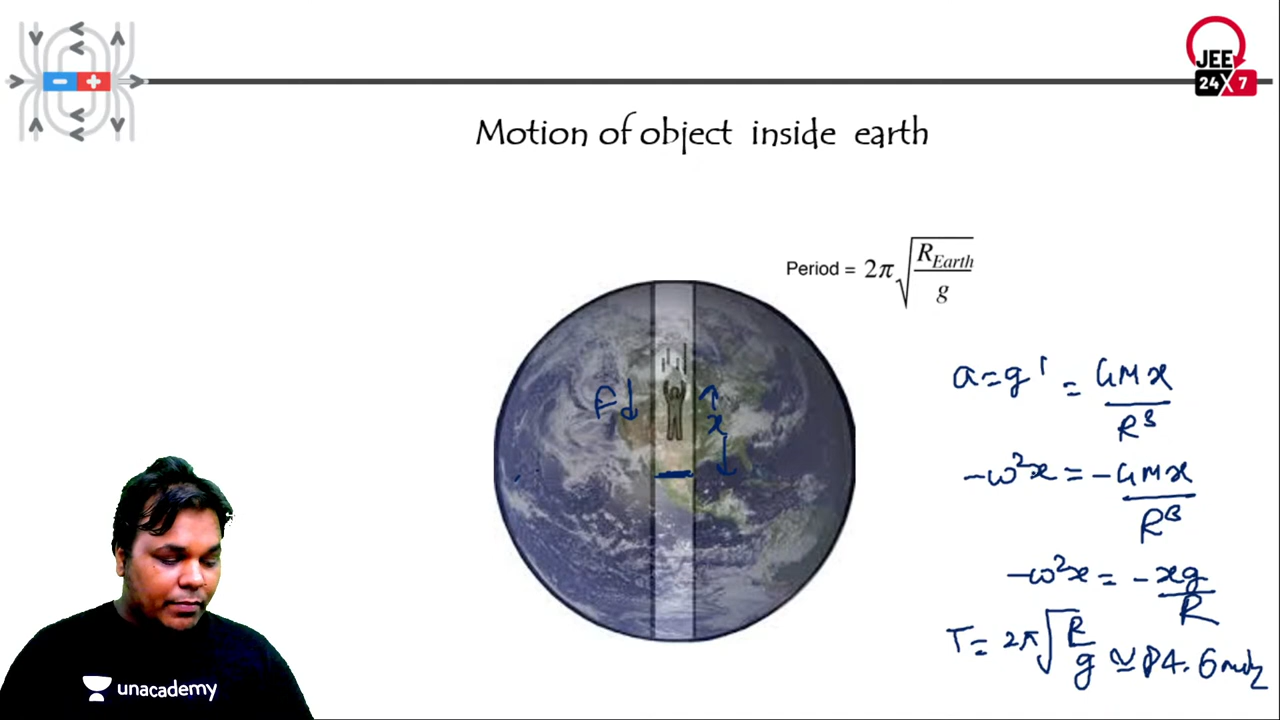 JEE
24X7
Motion of object inside earth
Period = 2π√(R_Earth/g)
a = g' = GMx/R³
F↓
x
-ω²x = -GMx/R³
-ω²x = -xg/R
T = 2π√(R/g) ≃ 84.6
unacademy